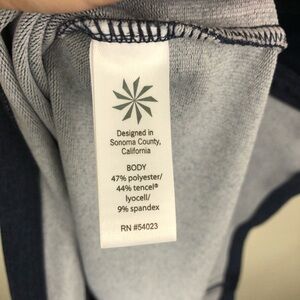 Designed in
Sonoma County,
California
BODY
47% polyester/
44% tencel®
lyocell/
9% spandex
RN #54023